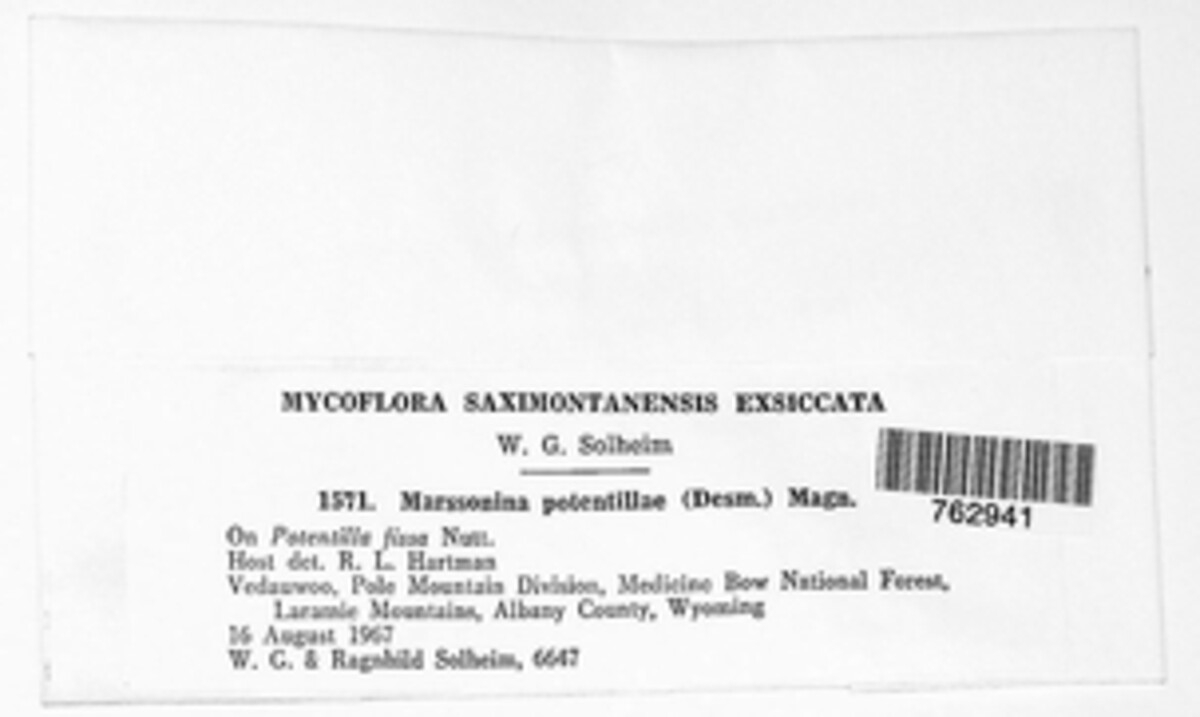 MYCOFLORA SAXIMONTANENSIS EXSICCATA
W. G. Solheim
1571. Marssonina potentillae (Desm.) Magn.
762941
On Potentilla fissa Nutt.
Host det. R. L. Hartman
Vedauwoo, Pole Mountain Division, Medicine Bow National Forest,
Laramie Mountains, Albany County, Wyoming
16 August 1967
W. G. & Ragnhild Solheim, 6647